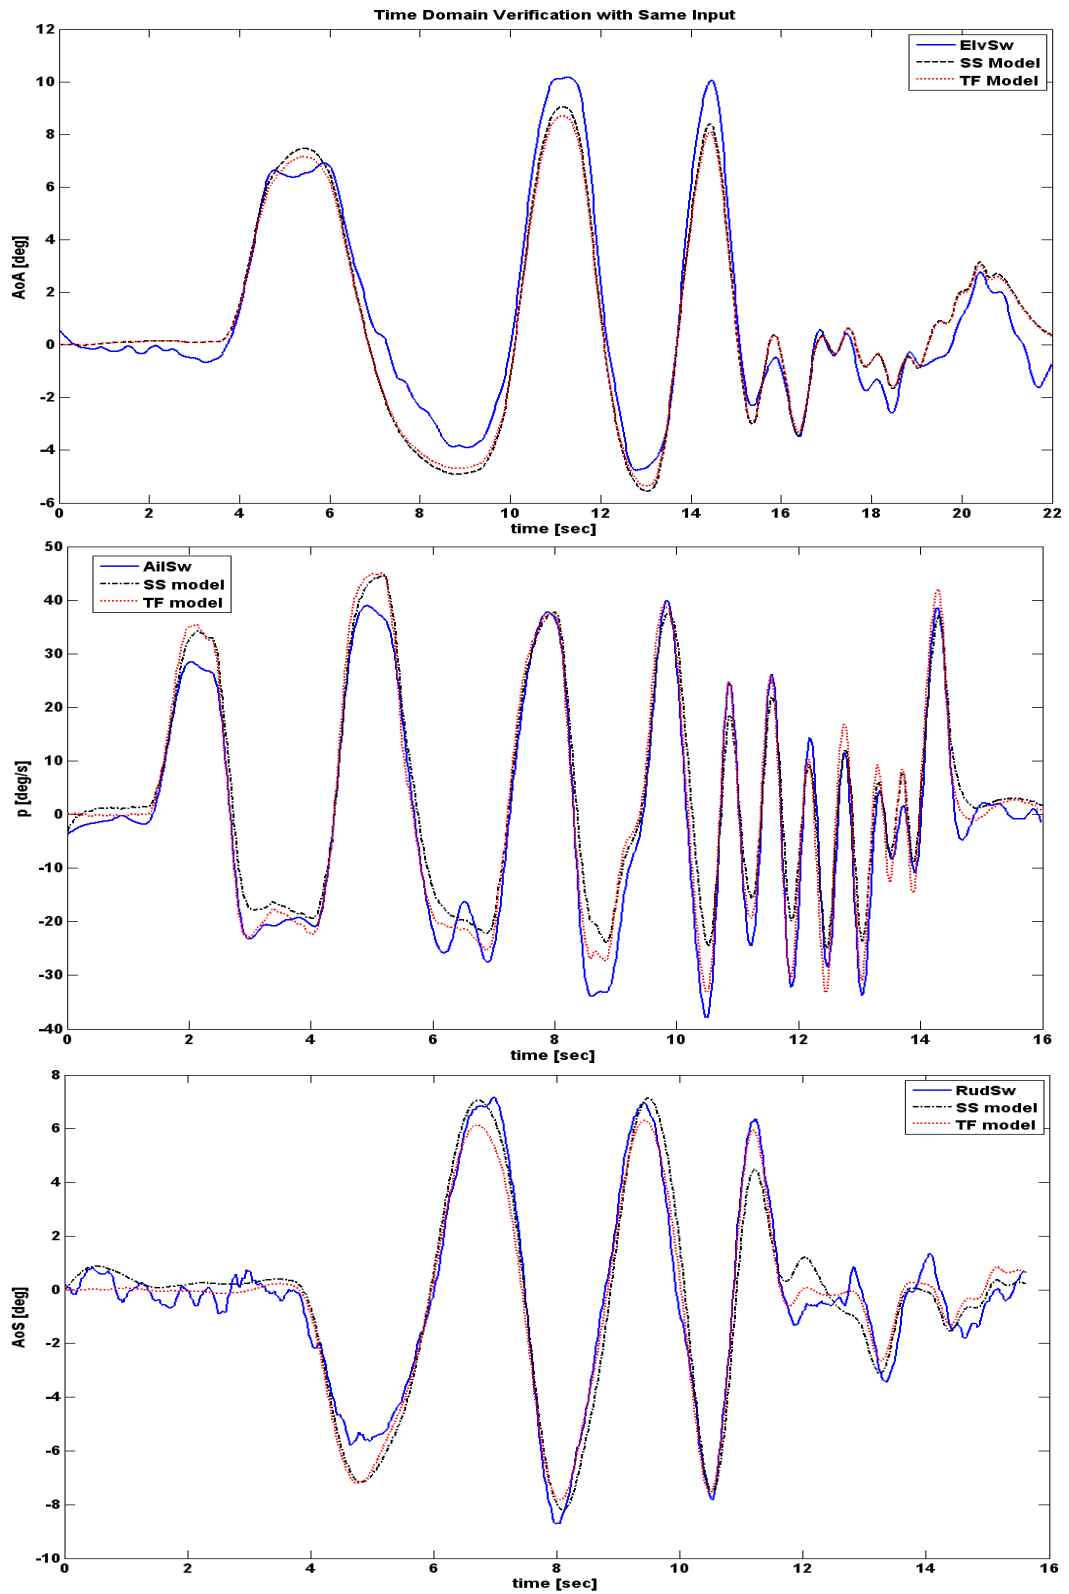 Time Domain Verification with Same Input
12
10
8
6
4
2
0
-2
-4
-6
AoA [deg]
ElvSw
SS Model
TF Model
0 2 4 6 8 10 12 14 16 18 20 22
time [sec]
50
40
30
20
10
0
-10
-20
-30
-40
p [deg/s]
AilSw
SS model
TF model
0 2 4 6 8 10 12 14 16
time [sec]
8
6
4
2
0
-2
-4
-6
-8
-10
AoS [deg]
RudSw
SS model
TF model
0 2 4 6 8 10 12 14 16
time [sec]